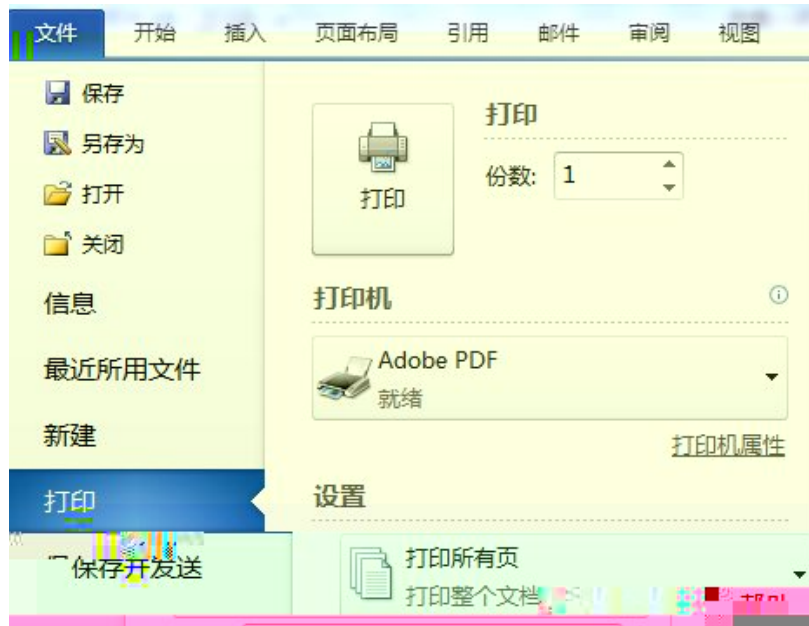 文件 开始 插入 页面布局 引用 邮件 审阅 视图
保存
另存为
打开
关闭
信息
最近所用文件
新建
打印
保存并发送
打印
打印
份数: 1
打印机
Adobe PDF
就绪
打印机属性
设置
打印所有页
打印整个文档